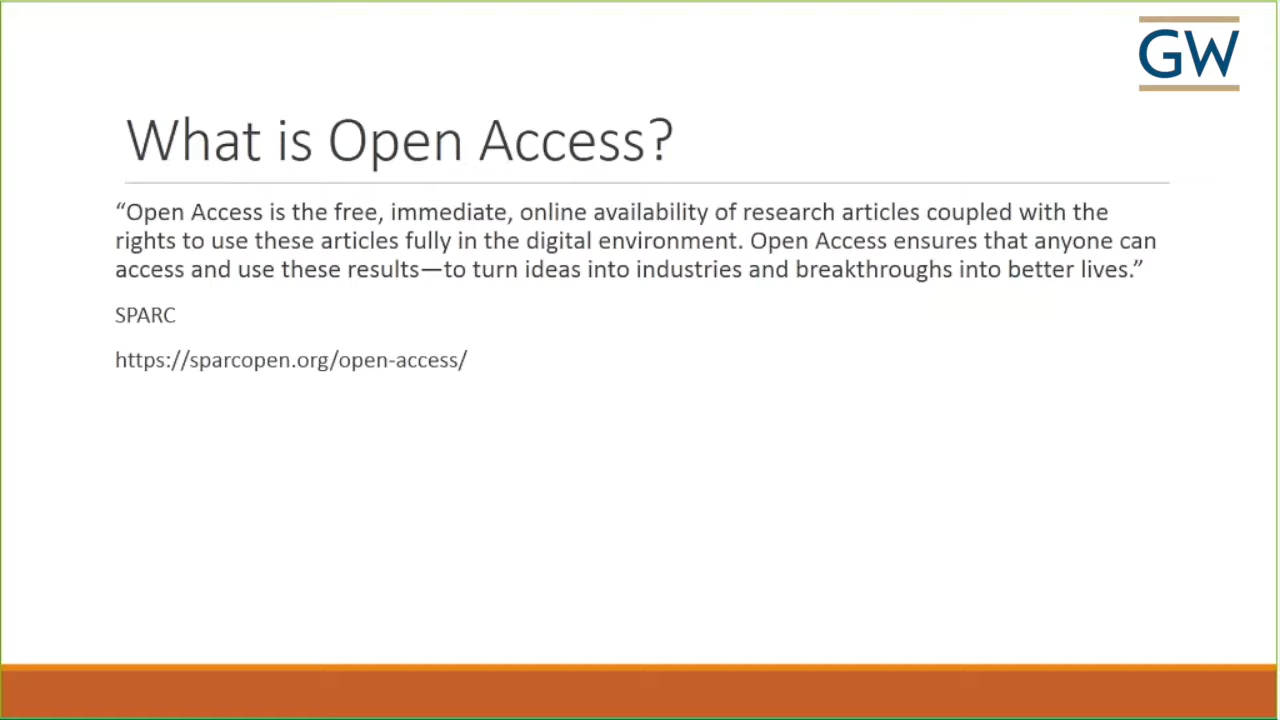 GW
What is Open Access?
“Open Access is the free, immediate, online availability of research articles coupled with the
rights to use these articles fully in the digital environment. Open Access ensures that anyone can
access and use these results—to turn ideas into industries and breakthroughs into better lives.”
SPARC
https://sparcopen.org/open-access/